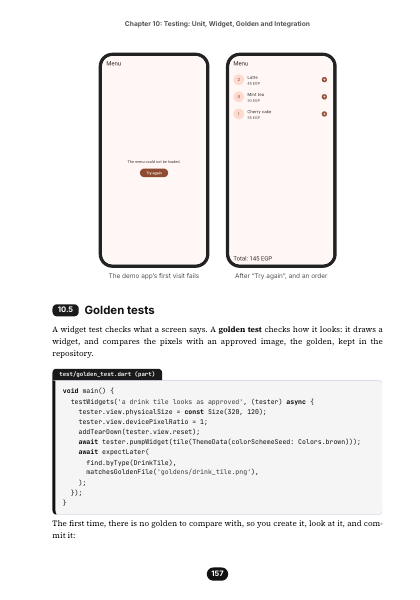 Chapter 10: Testing: Unit, Widget, Golden and Integration
Menu
The menu could not be loaded.
Try again
Menu
Latte
Mint tea
Cherry cake
Total: 145 EGP
The demo app's first visit fails
After "Try again", and an order
10.5 Golden tests
A widget test checks what a screen says. A golden test checks how it looks: it draws a
widget, and compares the pixels with an approved image, the golden, kept in the
repository.
test/golden_test.dart (part)
void main() {
testWidgets('a drink tile looks as approved', (tester) async {
tester.view.physicalSize = const Size(320, 120);
tester.view.devicePixelRatio = 1;
addTearDown(tester.view.reset);
await tester.pumpWidget(tile(ThemeData(colorSchemeSeed: Colors.brown)));
await expectLater(
find.byType(DrinkTile),
matchesGoldenFile('goldens/drink_tile.png'),
);
});
}
The first time, there is no golden to compare with, so you create it, look at it, and com-
mit it:
157